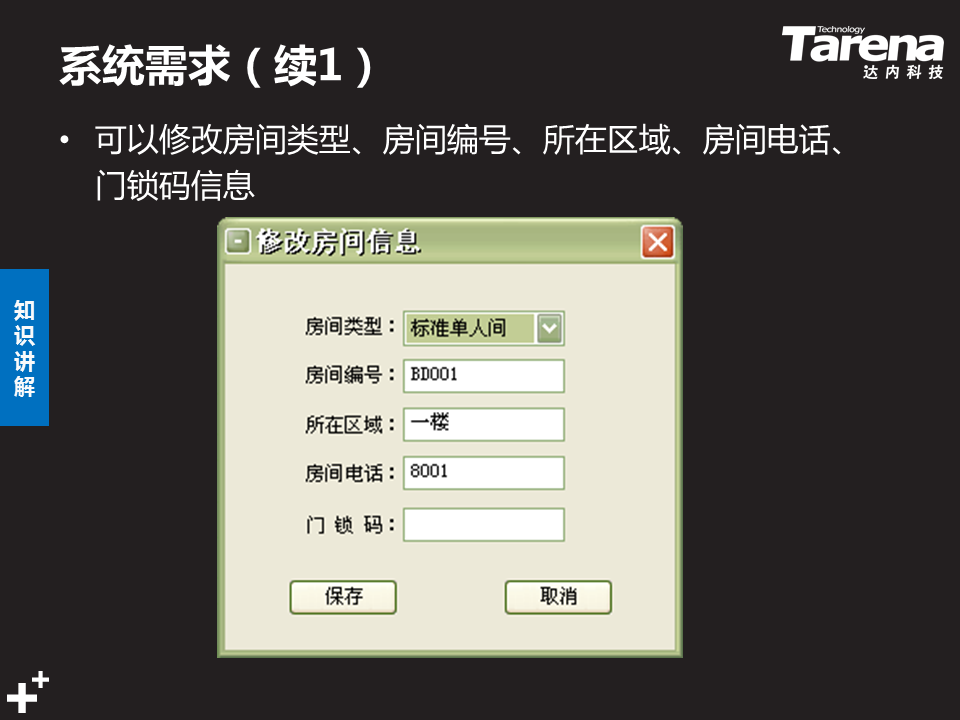 系统需求（续1）
Technology
Tarena
达内科技
• 可以修改房间类型、房间编号、所在区域、房间电话、
门锁码信息
知识讲解
修改房间信息
房间类型： 标准单人间
房间编号： BD001
所在区域： 一楼
房间电话： 8001
门 锁 码：
保存 取消